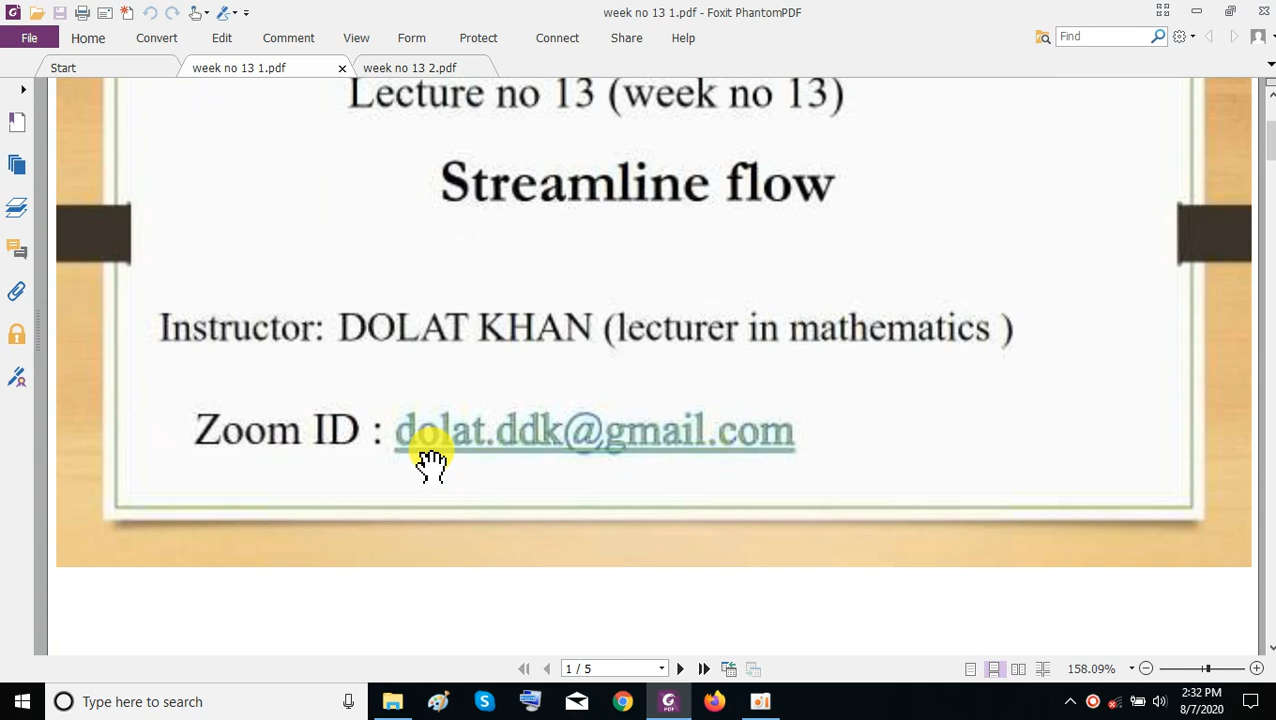 week no 13 1.pdf - Foxit PhantomPDF
File Home Convert Edit Comment View Form Protect Connect Share Help Find
Start week no 13 1.pdf week no 13 2.pdf
Lecture no 13 (week no 13)
Streamline flow
Instructor: DOLAT KHAN (lecturer in mathematics )
Zoom ID : dolat.ddk@gmail.com
1 / 5 158.09%
Type here to search 2:32 PM
8/7/2020